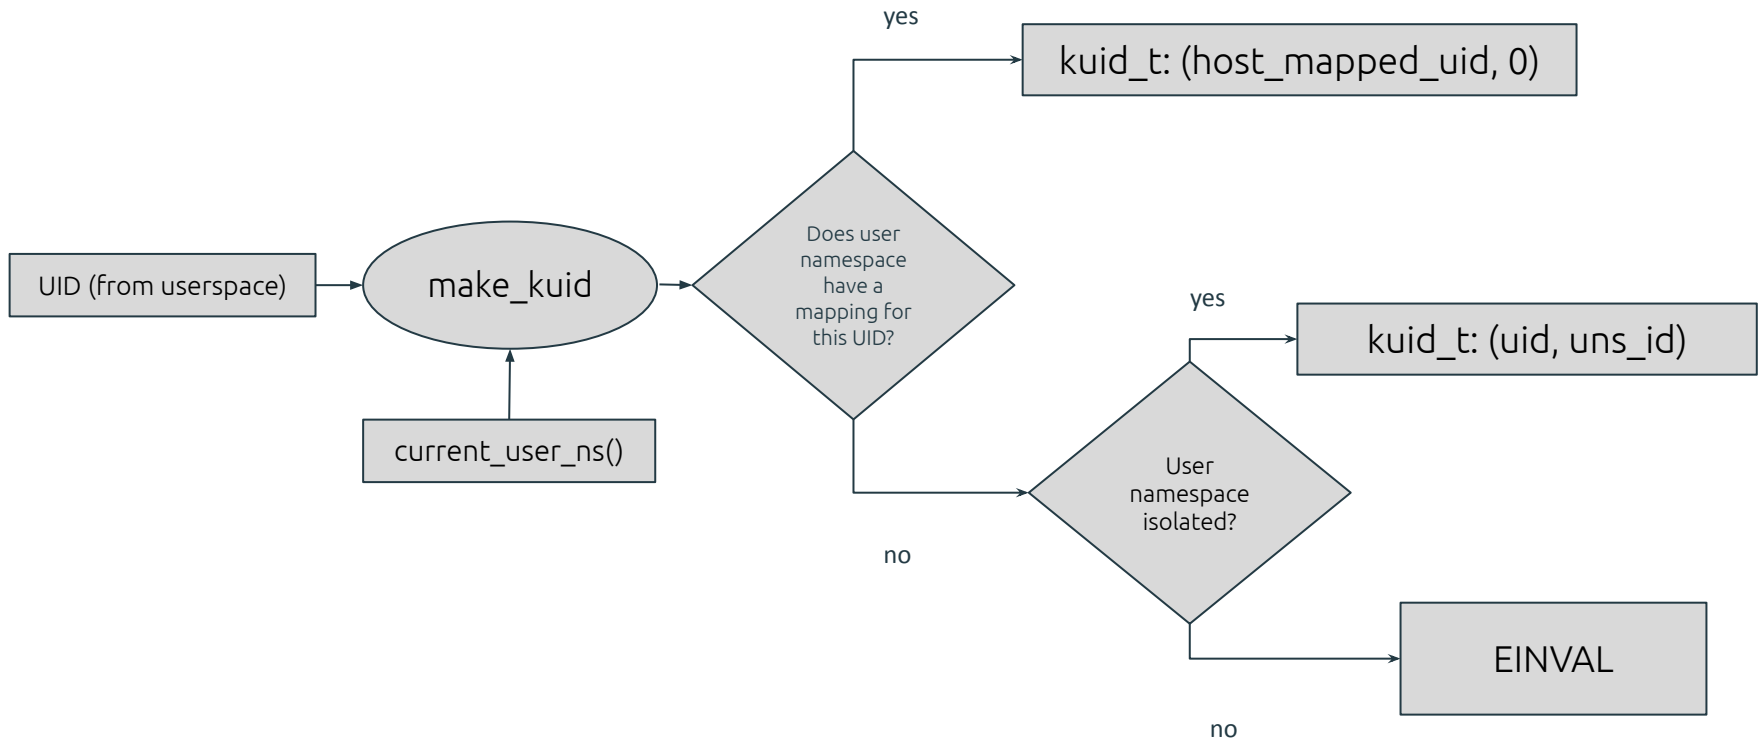 yes
kuid_t: (host_mapped_uid, 0)
Does user
namespace
have a
mapping for
this UID?
UID (from userspace)
make_kuid
yes
kuid_t: (uid, uns_id)
current_user_ns()
User
namespace
isolated?
no
EINVAL
no